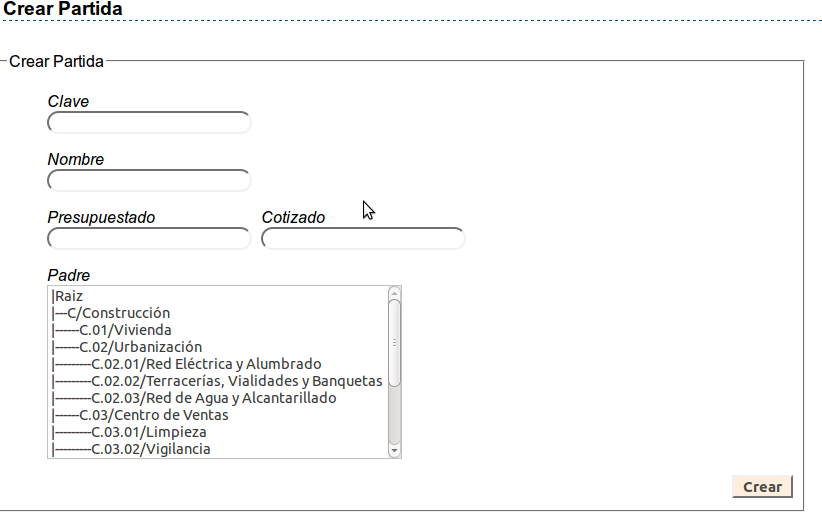 Crear Partida
Crear Partida
Clave
Nombre
Presupuestado Cotizado
Padre
|Raiz
|---C/Construcción
|------C.01/Vivienda
|------C.02/Urbanización
|---------C.02.01/Red Eléctrica y Alumbrado
|---------C.02.02/Terracerías, Vialidades y Banquetas
|---------C.02.03/Red de Agua y Alcantarillado
|------C.03/Centro de Ventas
|---------C.03.01/Limpieza
|---------C.03.02/Vigilancia
Crear